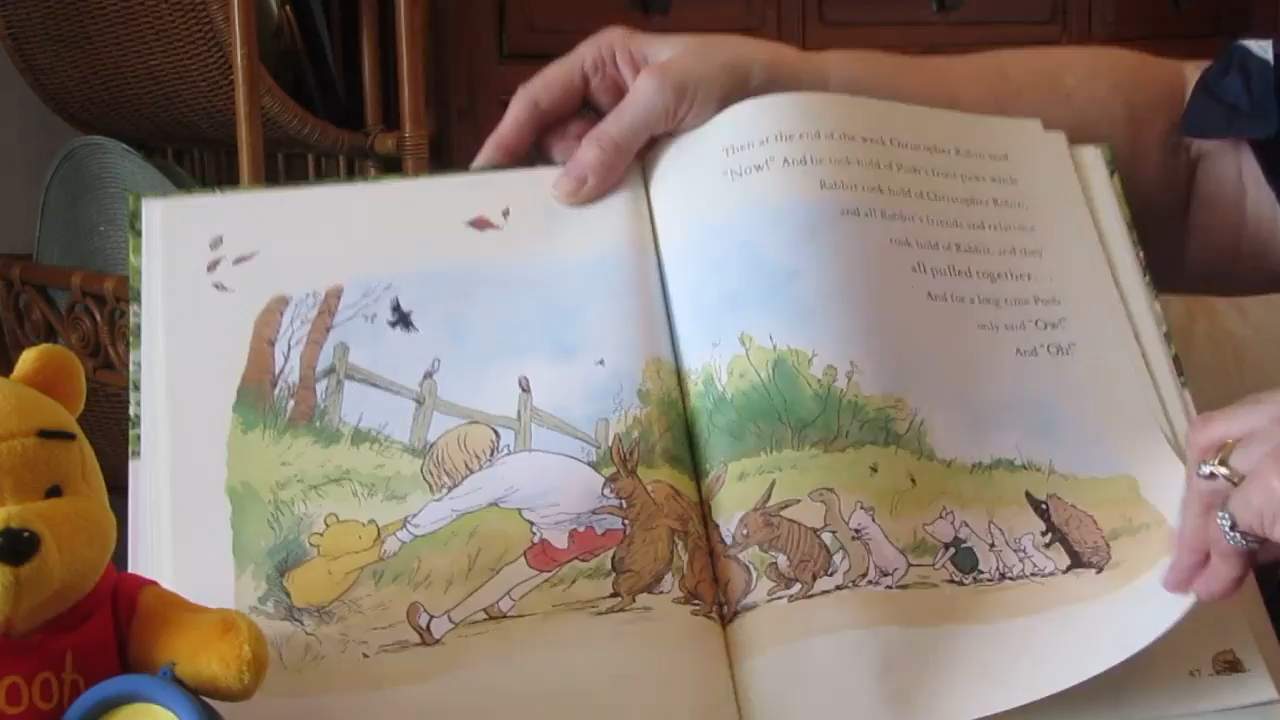 Then at the end of the week Christopher Robin said
"Now!" And he took hold of Pooh's front paws while
Rabbit took hold of Christopher Robin,
and all Rabbit's friends and relations
took hold of Rabbit, and they
all pulled together. . .
And for a long time Pooh
only said "Ow!"
And "Oh!"
47
ooh